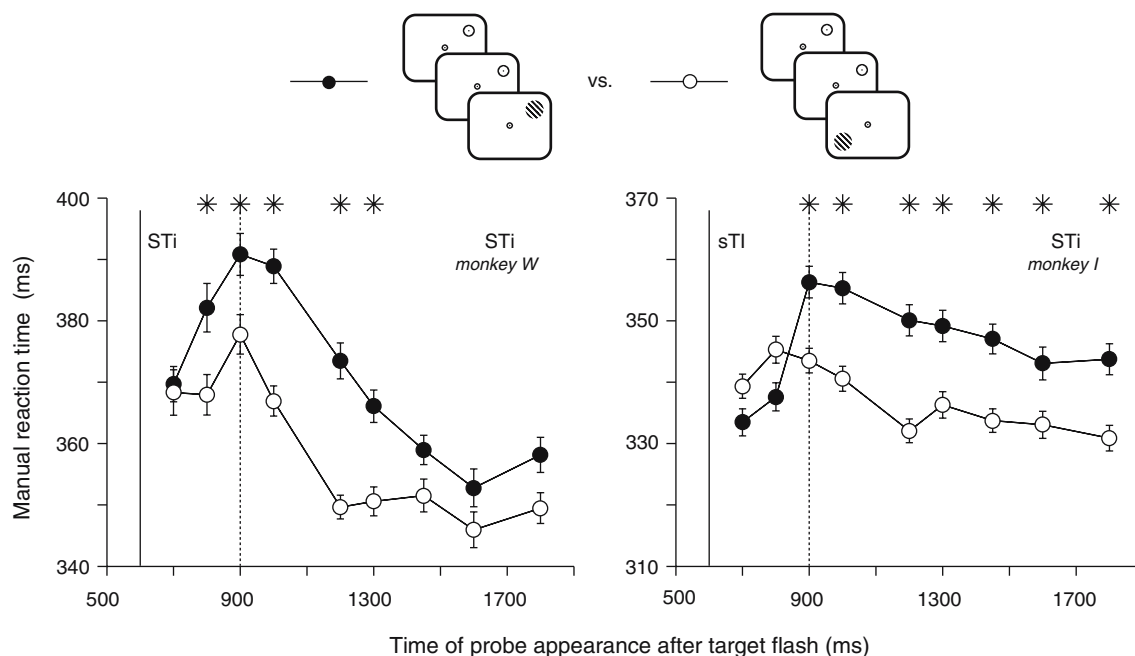 vs.
400
380
360
340
STi
STi
monkey W
500
900
1300
1700
Manual reaction time (ms)
370
350
330
310
sTI
STi
monkey I
500
900
1300
1700
Time of probe appearance after target flash (ms)